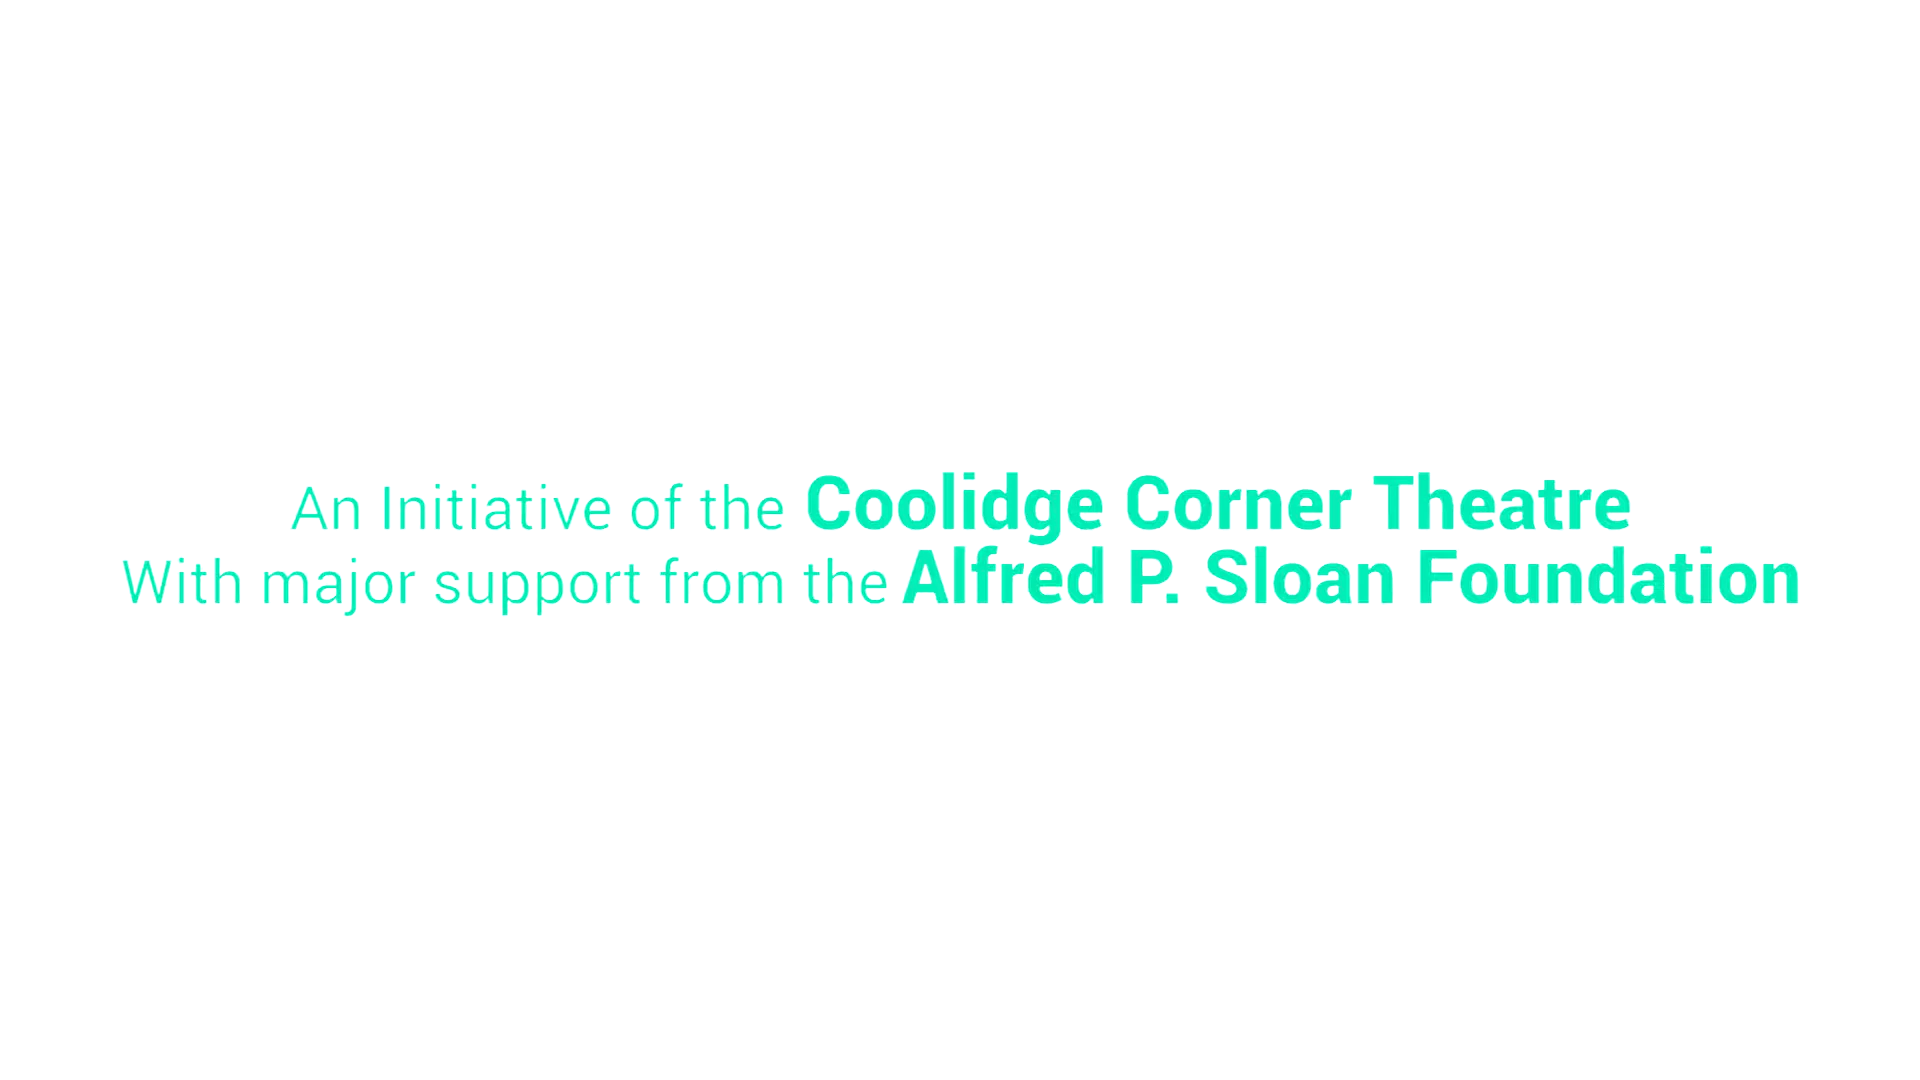 An Initiative of the Coolidge Corner Theatre
With major support from the Alfred P. Sloan Foundation